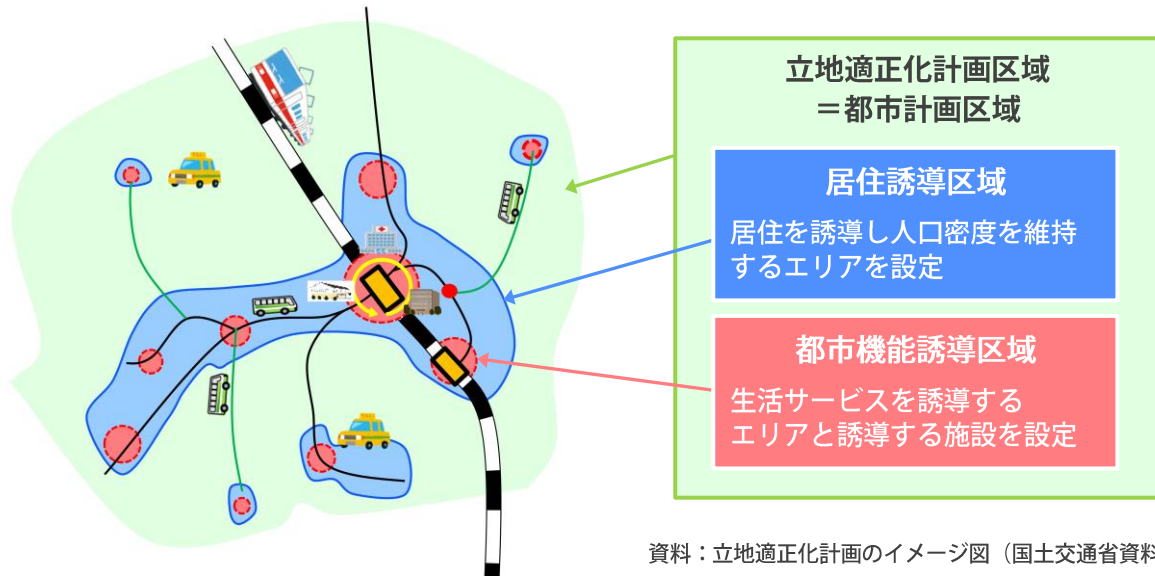 立地適正化計画区域
＝都市計画区域
居住誘導区域
居住を誘導し人口密度を維持
するエリアを設定
都市機能誘導区域
生活サービスを誘導する
エリアと誘導する施設を設定
資料：立地適正化計画のイメージ図（国土交通省資料